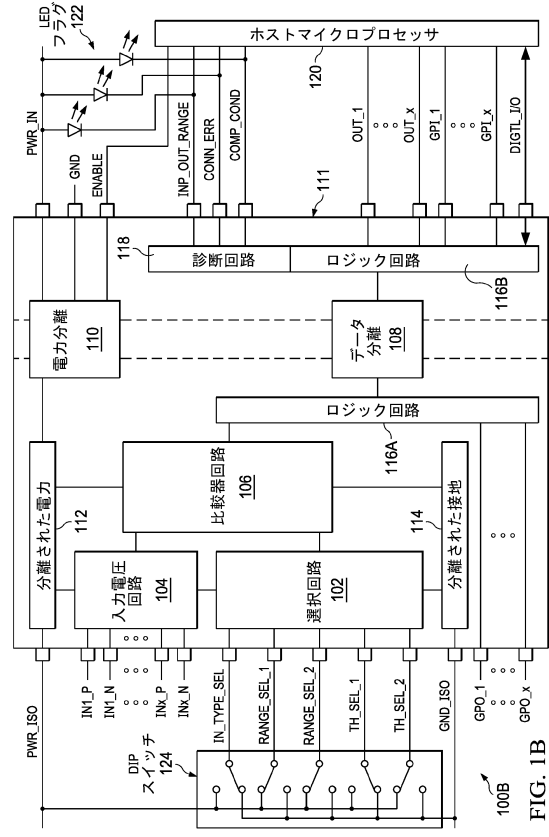 PWR_ISO
IN1_P
IN1_N
INx_P
INx_N
IN_TYPE_SEL
RANGE_SEL_1
RANGE_SEL_2
TH_SEL_1
TH_SEL_2
GND_ISO
GPO_1
GPO_x
DIP
スイッチ
124
分離された電力
112
入力電圧
回路
104
選択回路
102
比較器回路
106
分離された接地
114
ロジック回路
116A
電力分離
110
データ
分離
108
診断回路
118
ロジック回路
116B
111
PWR_IN
GND
ENABLE
INP_OUT_RANGE
CONN_ERR
COMP_COND
OUT_1
OUT_x
GPI_1
GPI_x
DIGTL_I/O
LED
フラグ
122
ホストマイクロプロセッサ
120
100B
FIG. 1B